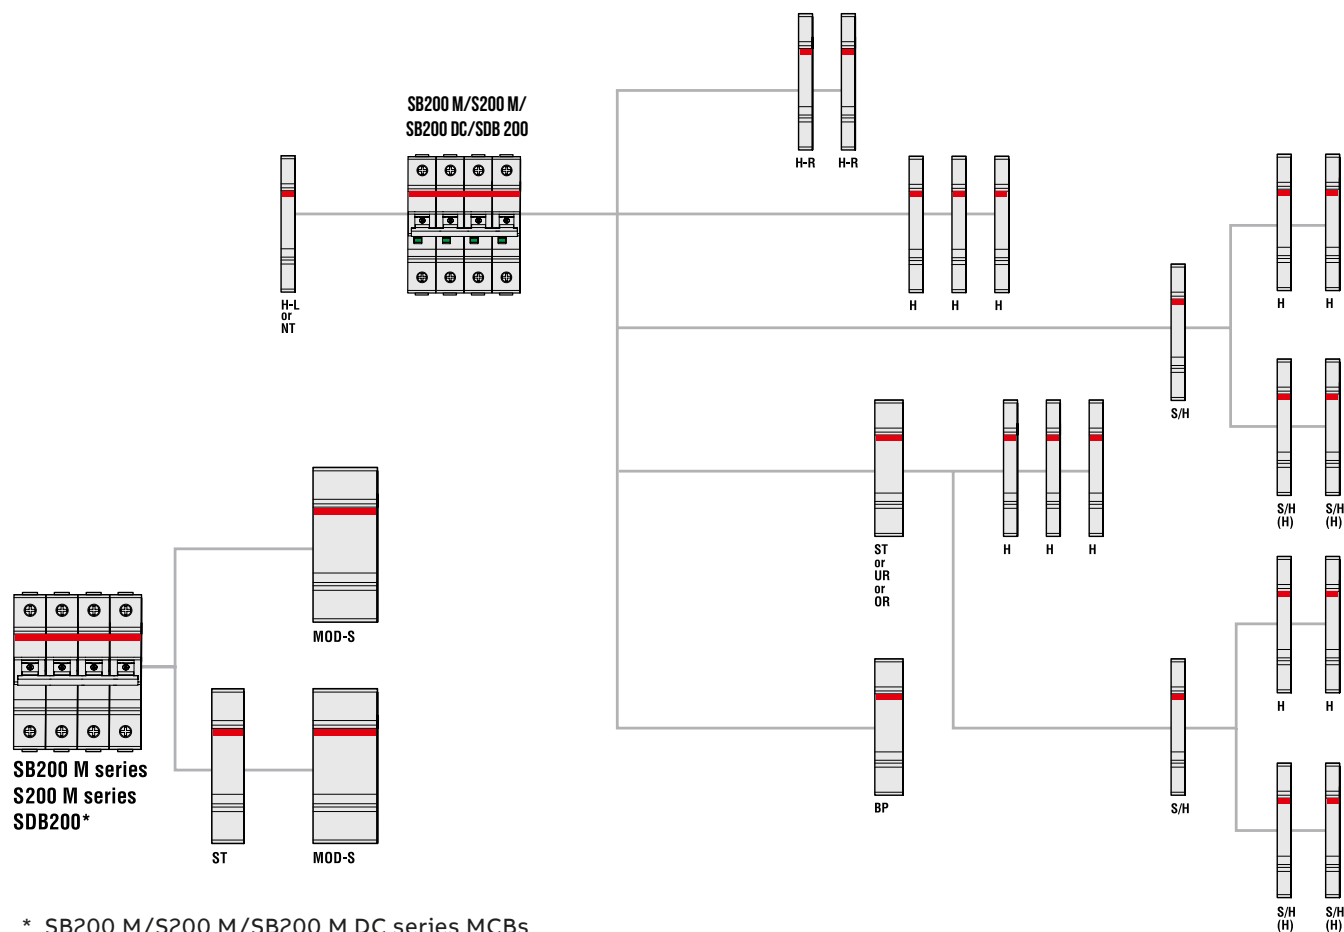 SB200 M/S200 M/
SB200 DC/SDB 200
H-R H-R
H-L
or
NT
H H H
H H
S/H
S/H S/H
(H) (H)
ST
or
UR
or
OR
H H H
MOD-S
H H
SB200 M series
S200 M series
SDB200*
ST MOD-S
BP
S/H
S/H S/H
(H) (H)
* SB200 M/S200 M/SB200 M DC series MCBs